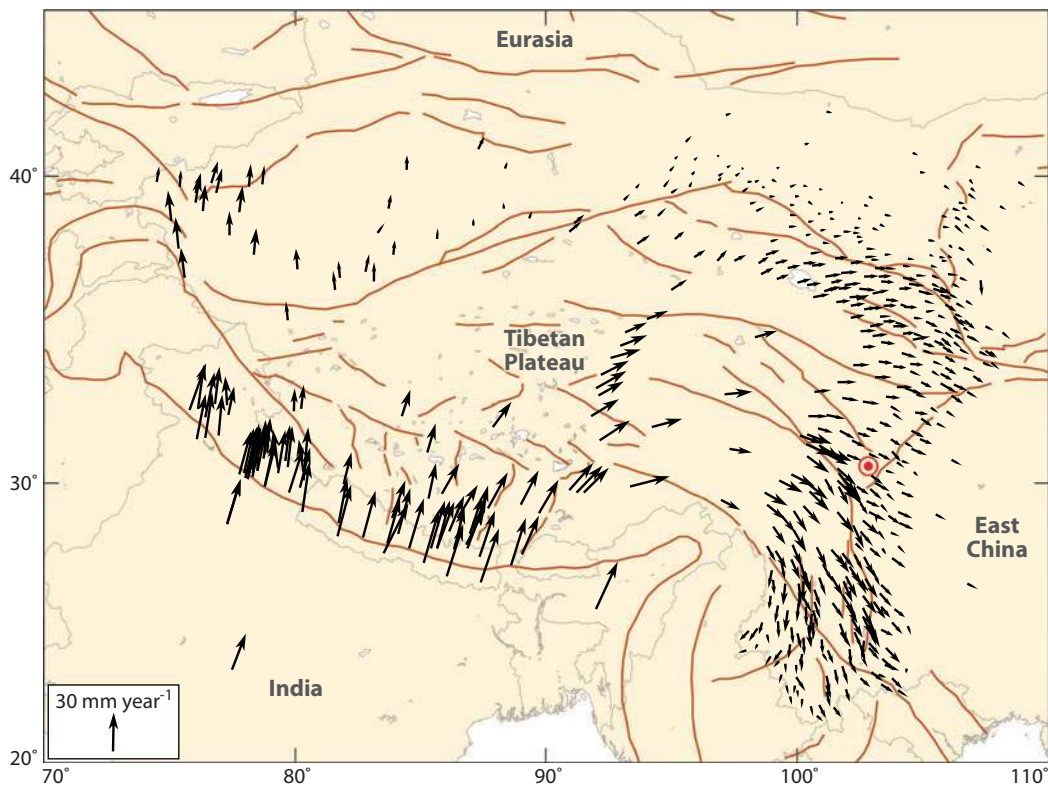 Eurasia
40˚
Tibetan
Plateau
30˚
East
China
India
30 mm year-1
20˚
70˚ 80˚ 90˚ 100˚ 110˚